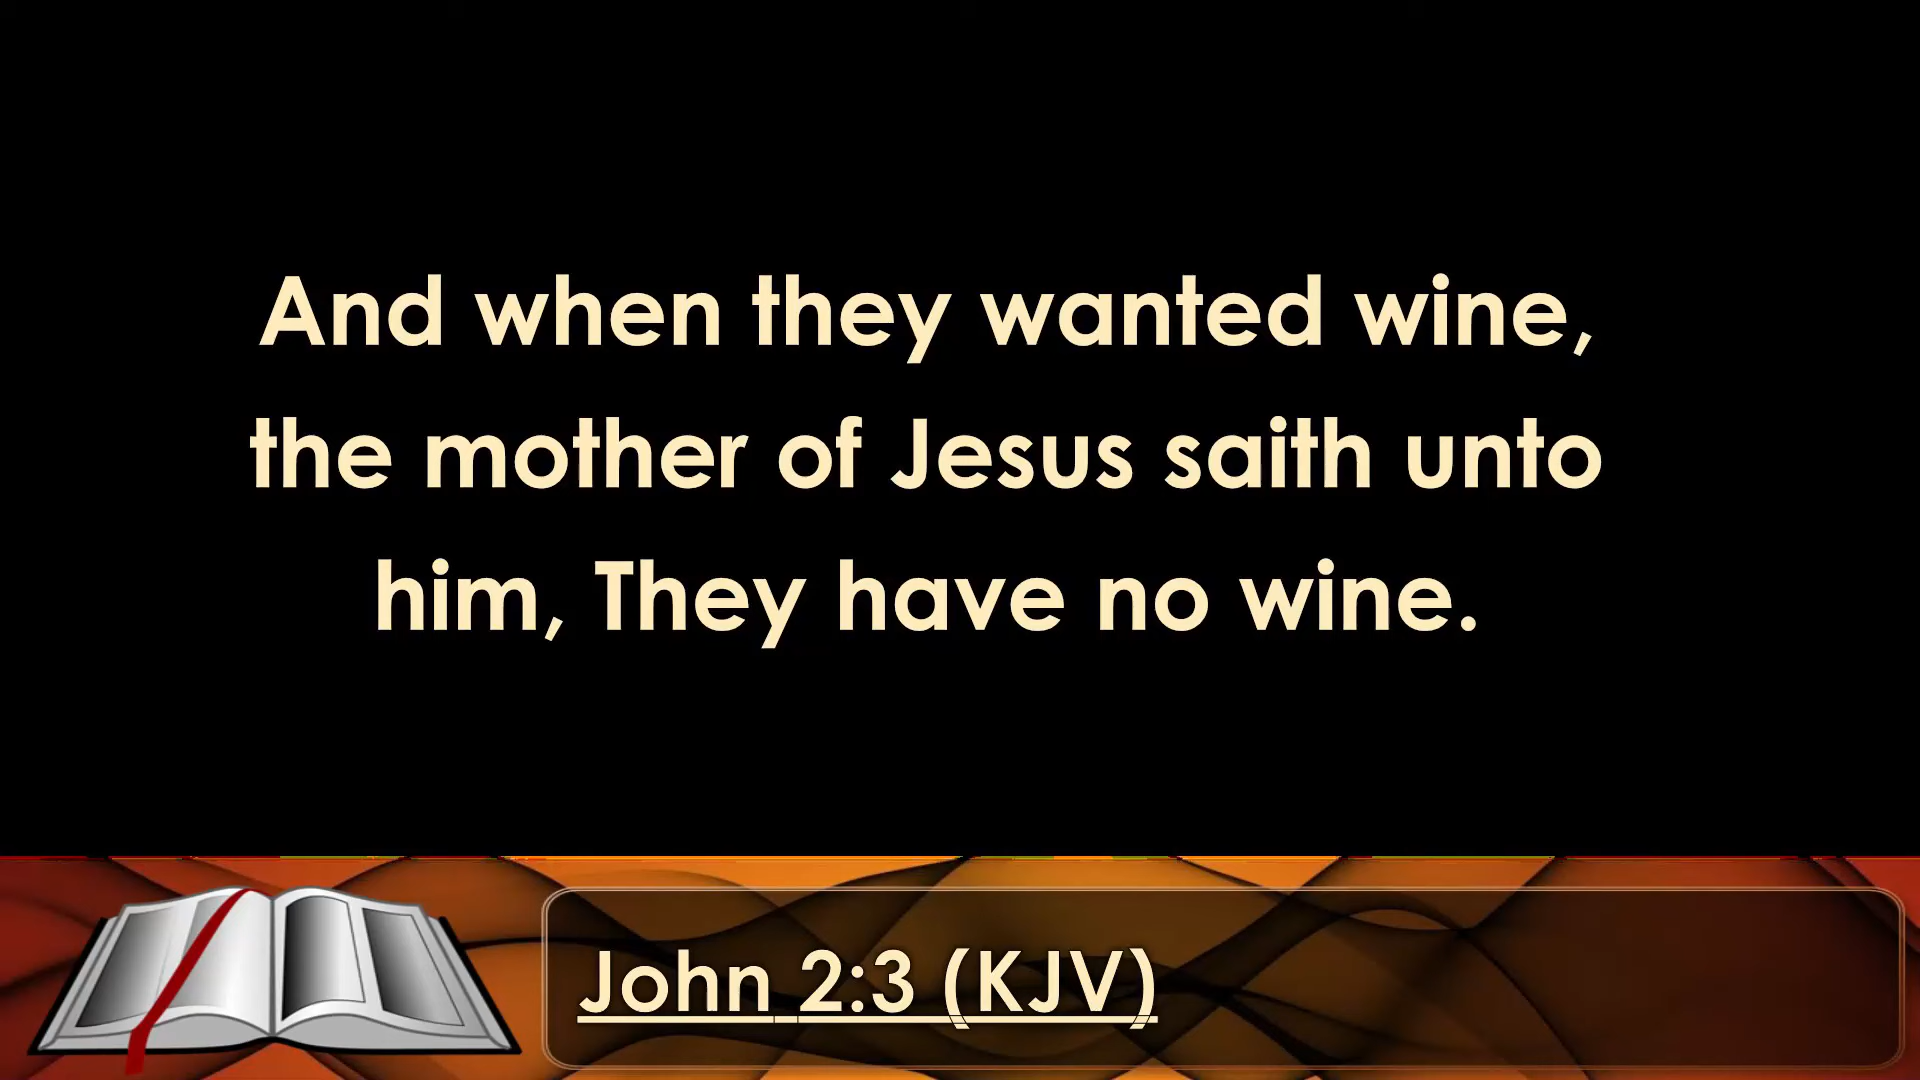 And when they wanted wine,
the mother of Jesus saith unto
him, They have no wine.
John 2:3 (KJV)